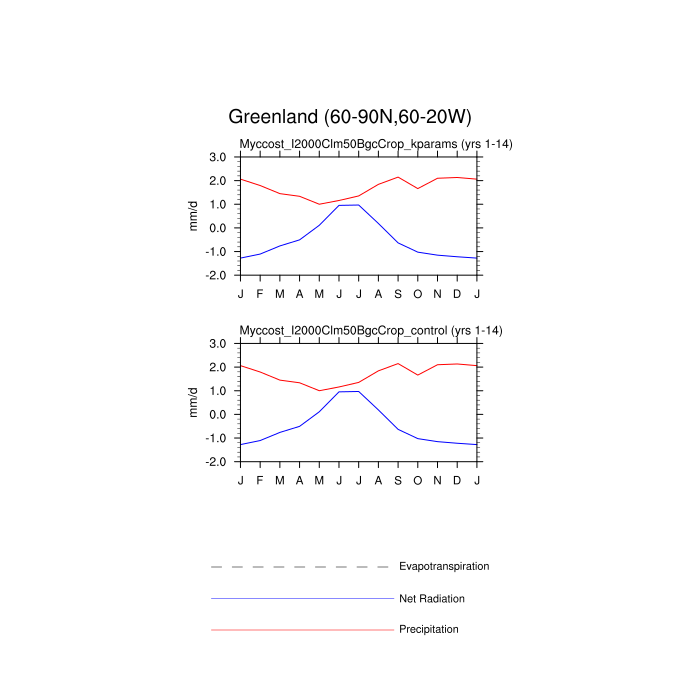 Greenland (60-90N,60-20W)
Myccost_I2000Clm50BgcCrop_kparams (yrs 1-14)
3.0
2.0
1.0
0.0
-1.0
-2.0
mm/d
J F M A M J J A S O N D J
Myccost_I2000Clm50BgcCrop_control (yrs 1-14)
3.0
2.0
1.0
0.0
-1.0
-2.0
mm/d
J F M A M J J A S O N D J
Evapotranspiration
Net Radiation
Precipitation